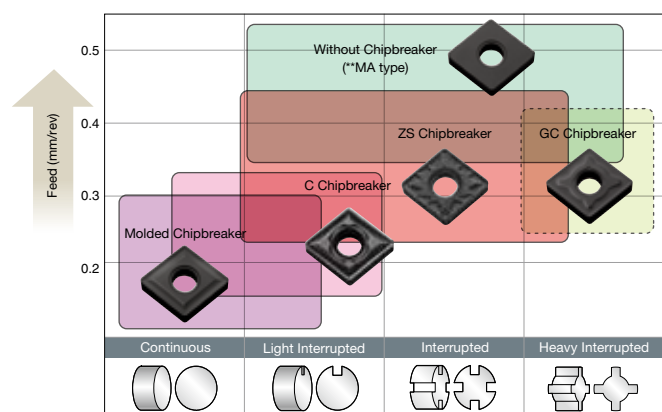 0.5
Without Chipbreaker
(**MA type)
Feed (mm/rev)
0.4
ZS Chipbreaker
GC Chipbreaker
0.3
C Chipbreaker
Molded Chipbreaker
0.2
Continuous
Light Interrupted
Interrupted
Heavy Interrupted